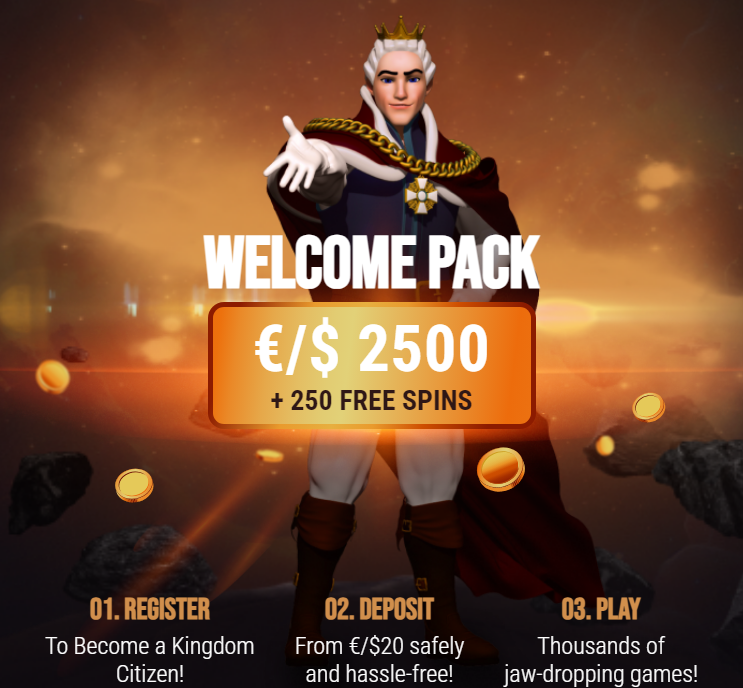 WELCOME PACK
€/$ 2500
+ 250 FREE SPINS
01. REGISTER
To Become a Kingdom
Citizen!
02. DEPOSIT
From €/$20 safely
and hassle-free!
03. PLAY
Thousands of
jaw-dropping games!